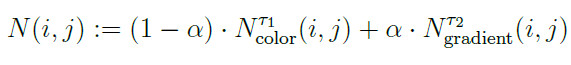 N(i, j) := (1 − α) · N^{τ1}_{color}(i, j) + α · N^{τ2}_{gradient}(i, j)